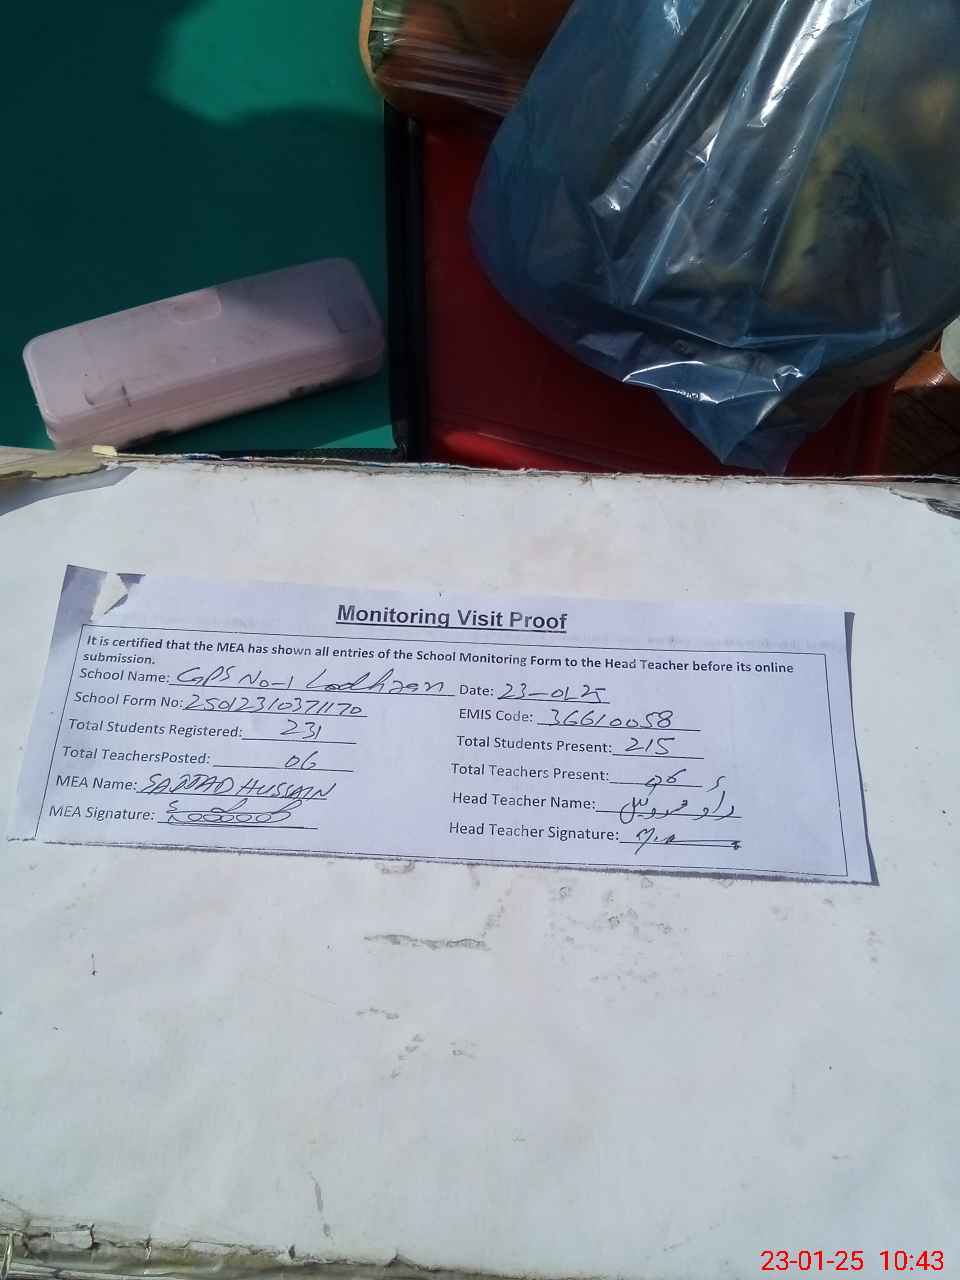 Monitoring Visit Proof
It is certified that the MEA has shown all entries of the School Monitoring Form to the Head Teacher before its online
submission.
School Name: GPS No-1 Lodhran Date: 23-01-25
School Form No: 25012310371170 EMIS Code: 36610058
Total Students Registered: 231 Total Students Present: 215
Total TeachersPosted: 06 Total Teachers Present: 06
MEA Name: SAJJAD HUSSAIN Head Teacher Name: راؤ
MEA Signature: Head Teacher Signature:
23-01-25 10:43